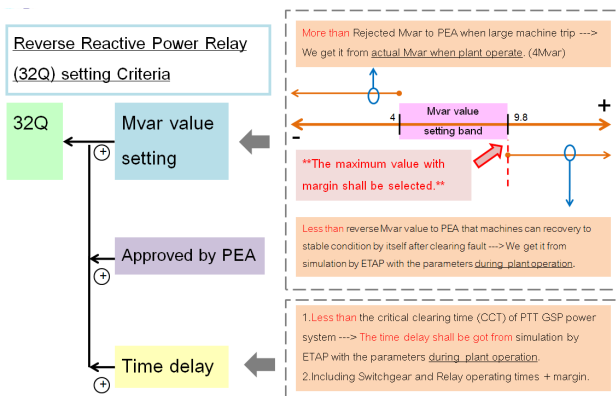 Reverse Reactive Power Relay
(32Q) setting Criteria
More than Rejected Mvar to PEA when large machine trip --->
We get it from actual Mvar when plant operate. (4Mvar)
32Q
+
Mvar value
setting
-
4
Mvar value
setting band
9.8
+
**The maximum value with
margin shall be selected.**
Less than reverse Mvar value to PEA that machines can recovery to
stable condition by itself after clearing fault ---> We get it from
simulation by ETAP with the parameters during plant operation.
+
Approved by PEA
+
Time delay
1.Less than the critical clearing time (CCT) of PTT GSP power
system ---> The time delay shall be got from simulation by
ETAP with the parameters during plant operation.
2.Including Switchgear and Relay operating times + margin.